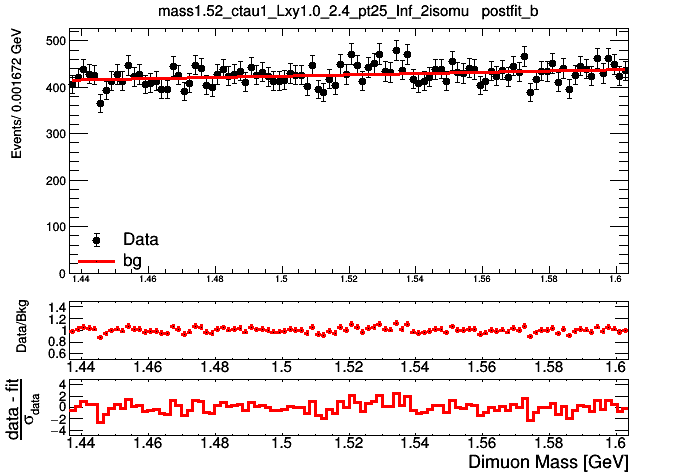 mass1.52_ctau1_Lxy1.0_2.4_pt25_Inf_2isomu postfit_b
Events/ 0.001672 GeV
500
400
300
200
100
0
Data
bg
1.44 1.46 1.48 1.5 1.52 1.54 1.56 1.58 1.6
Data/Bkg
1.4
1.2
1
0.8
0.6
1.44 1.46 1.48 1.5 1.52 1.54 1.56 1.58 1.6
data - fit
σdata
4
2
0
−2
−4
1.44 1.46 1.48 1.5 1.52 1.54 1.56 1.58 1.6
Dimuon Mass [GeV]